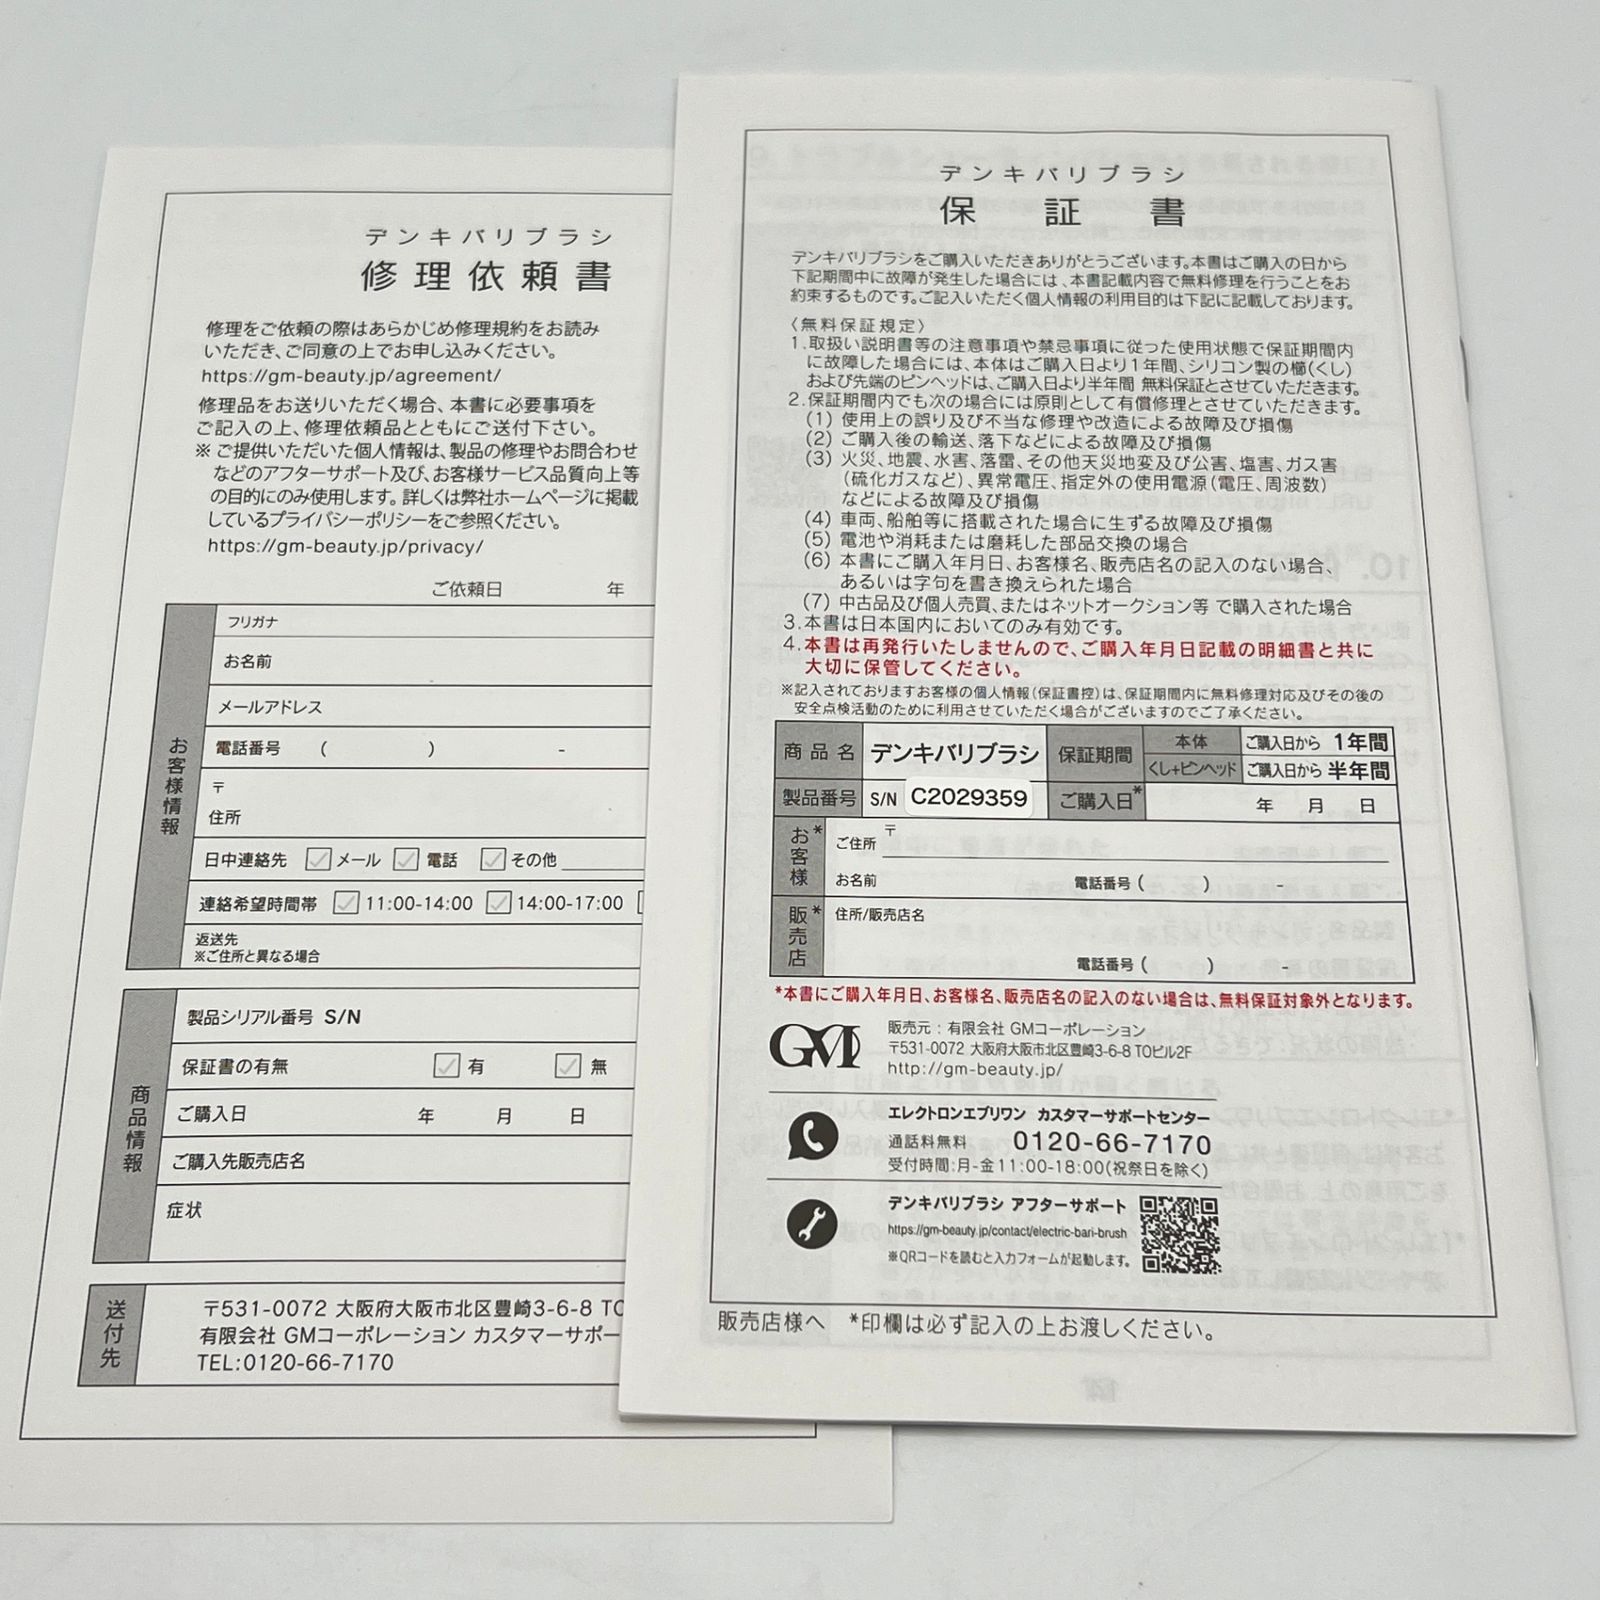 デンキバリブラシ
修理依頼書
修理をご依頼の際はあらかじめ修理規約をお読み
いただき、ご同意の上でお申し込みください。
https://gm-beauty.jp/agreement/
修理品をお送りいただく場合、本書に必要事項を
ご記入の上、修理依頼品とともにご送付下さい。
※ご提供いただいた個人情報は、製品の修理やお問合わせ
などのアフターサポート及び、お客様サービス品質向上等
の目的にのみ使用します。詳しくは弊社ホームページに掲載
しているプライバシーポリシーをご参照ください。
https://gm-beauty.jp/privacy/
ご依頼日 年
お客様情報
フリガナ
お名前
メールアドレス
電話番号 ( ) -
〒
住所
日中連絡先 メール 電話 その他
連絡希望時間帯 11:00-14:00 14:00-17:00
返送先
※ご住所と異なる場合
商品情報
製品シリアル番号 S/N
保証書の有無 有 無
ご購入日 年 月 日
ご購入先販売店名
症状
送付先
〒531-0072 大阪府大阪市北区豊崎3-6-8 TO
有限会社 GMコーポレーション カスタマーサポー
TEL:0120-66-7170
デンキバリブラシ
保証書
デンキバリブラシをご購入いただきありがとうございます。本書はご購入の日から
下記期間中に故障が発生した場合には、本書記載内容で無料修理を行うことをお
約束するものです。ご記入いただく個人情報の利用目的は下記に記載しております。
〈無料保証規定〉
1.取扱い説明書等の注意事項や禁忌事項に従った使用状態で保証期間内
に故障した場合には、本体はご購入日より1年間、シリコン製の櫛(くし)
および先端のピンヘッドは、ご購入日より半年間 無料保証とさせていただきます。
2.保証期間内でも次の場合には原則として有償修理とさせていただきます。
(1) 使用上の誤り及び不当な修理や改造による故障及び損傷
(2) ご購入後の輸送、落下などによる故障及び損傷
(3) 火災、地震、水害、落雷、その他天災地変及び公害、塩害、ガス害
(硫化ガスなど)、異常電圧、指定外の使用電源(電圧、周波数)
などによる故障及び損傷
(4) 車両、船舶等に搭載された場合に生ずる故障及び損傷
(5) 電池や消耗または磨耗した部品交換の場合
(6) 本書にご購入年月日、お客様名、販売店名の記入のない場合、
あるいは字句を書き換えられた場合
(7) 中古品及び個人売買、またはネットオークション等 で購入された場合
3.本書は日本国内においてのみ有効です。
4.本書は再発行いたしませんので、ご購入年月日記載の明細書と共に
大切に保管してください。
※記入されておりますお客様の個人情報(保証書控)は、保証期間内に無料修理対応及びその後の
安全点検活動のために利用させていただく場合がございますのでご了承ください。
商品名 デンキバリブラシ 保証期間 本体 ご購入日から 1年間
くし+ピンヘッド ご購入日から 半年間
製品番号 S/N C2029359 ご購入日* 年 月 日
お客様*
ご住所 〒
お名前 電話番号 ( ) -
販売店*
住所/販売店名
電話番号 ( ) -
*本書にご購入年月日、お客様名、販売店名の記入のない場合は、無料保証対象外となります。
GM
販売元:有限会社 GMコーポレーション
〒531-0072 大阪府大阪市北区豊崎3-6-8 TOビル2F
http://gm-beauty.jp/
エレクトロンエブリワン カスタマーサポートセンター
通話料無料 0120-66-7170
受付時間:月-金11:00-18:00(祝祭日を除く)
デンキバリブラシ アフターサポート
https://gm-beauty.jp/contact/electric-bari-brush
※QRコードを読むと入力フォームが起動します。
販売店様へ *印欄は必ず記入の上お渡しください。